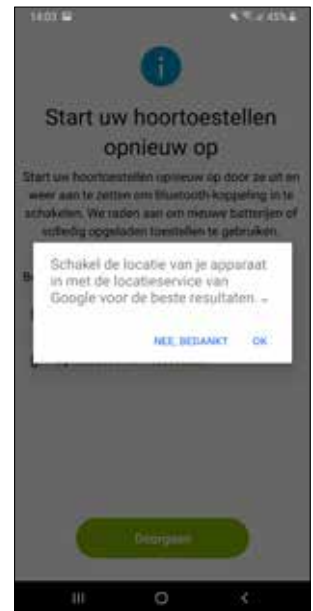 14:03
45%
Start uw hoortoestellen
opnieuw op
Start uw hoortoestellen opnieuw op door ze uit en
weer aan te zetten om Bluetooth-koppeling in te
schakelen. We raden aan om nieuwe batterijen of
volledig opgeladen toestellen te gebruiken.
Schakel de locatie van je apparaat
in met de locatieservice van
Google voor de beste resultaten.
NEE, BEDANKT OK
Doorgaan